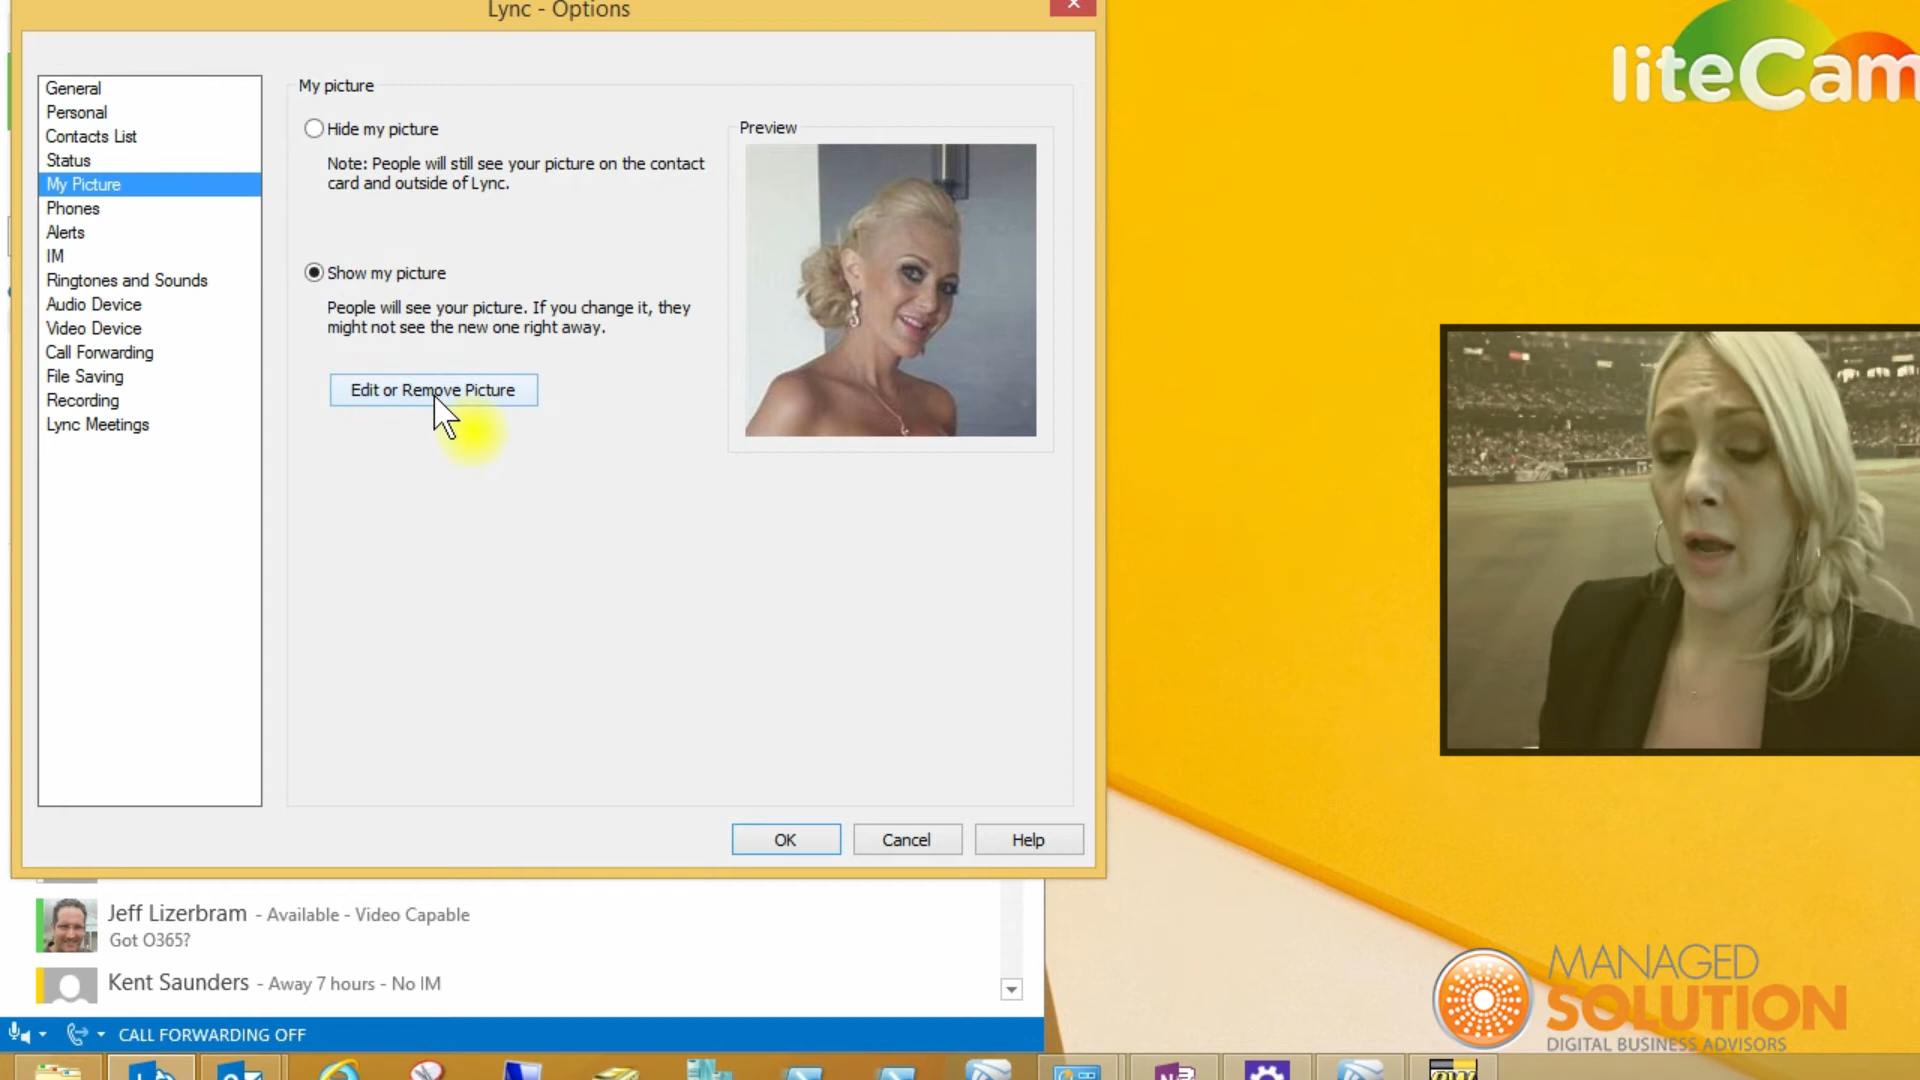 Lync - Options
General
Personal
Contacts List
Status
My Picture
Phones
Alerts
IM
Ringtones and Sounds
Audio Device
Video Device
Call Forwarding
File Saving
Recording
Lync Meetings
My picture
Hide my picture
Note: People will still see your picture on the contact
card and outside of Lync.
Show my picture
People will see your picture. If you change it, they
might not see the new one right away.
Edit or Remove Picture
Preview
OK
Cancel
Help
liteCam
Jeff Lizerbram - Available - Video Capable
Got O365?
Kent Saunders - Away 7 hours - No IM
CALL FORWARDING OFF
MANAGED
SOLUTION
DIGITAL BUSINESS ADVISORS